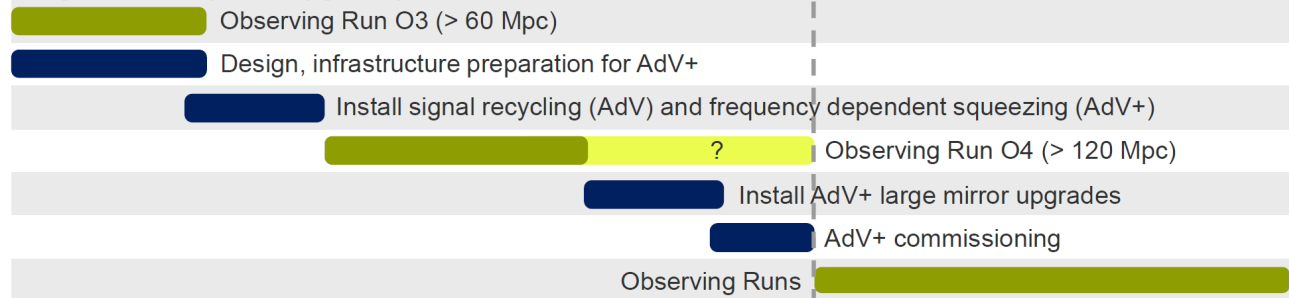 Observing Run O3 (> 60 Mpc)
Design, infrastructure preparation for AdV+
Install signal recycling (AdV) and frequency dependent squeezing (AdV+)
? Observing Run O4 (> 120 Mpc)
Install AdV+ large mirror upgrades
AdV+ commissioning
Observing Runs